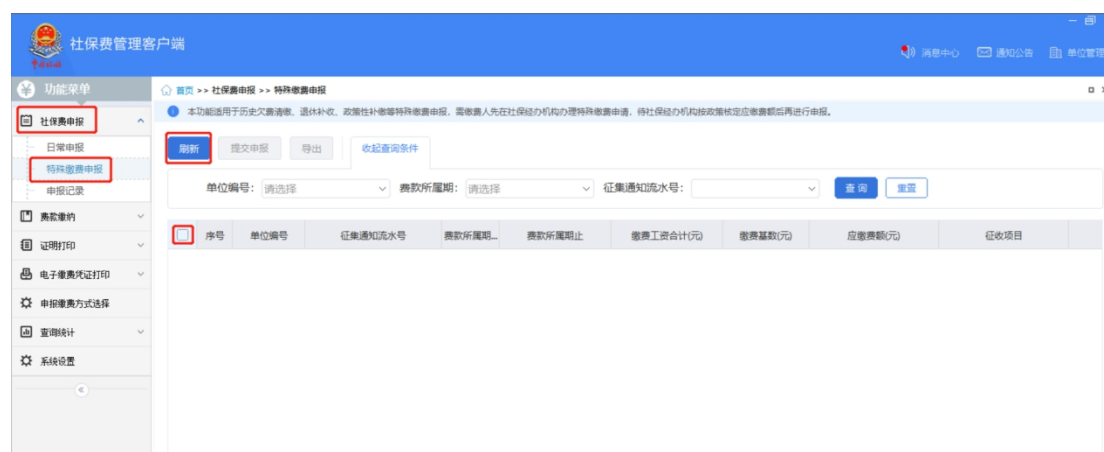 社保费管理客户端
消息中心 通知公告 单位管理
功能菜单
首页 >> 社保费申报 >> 特殊缴费申报
社保费申报
本功能适用于历史欠费清缴、退休补收、政策性补缴等特殊缴费申报，需缴费人先在社保经办机构办理特殊缴费申请，待社保经办机构按政策核定应缴费额后再进行申报。
日常申报
刷新 提交申报 导出 收起查询条件
特殊缴费申报
申报记录
单位编号： 请选择 费款所属期： 请选择 征集通知流水号： 查询 重置
费款缴纳
序号 单位编号 征集通知流水号 费款所属期... 费款所属期止 缴费工资合计(元) 缴费基数(元) 应缴费额(元) 征收项目
证明打印
电子缴费凭证打印
申报缴费方式选择
查询统计
系统设置